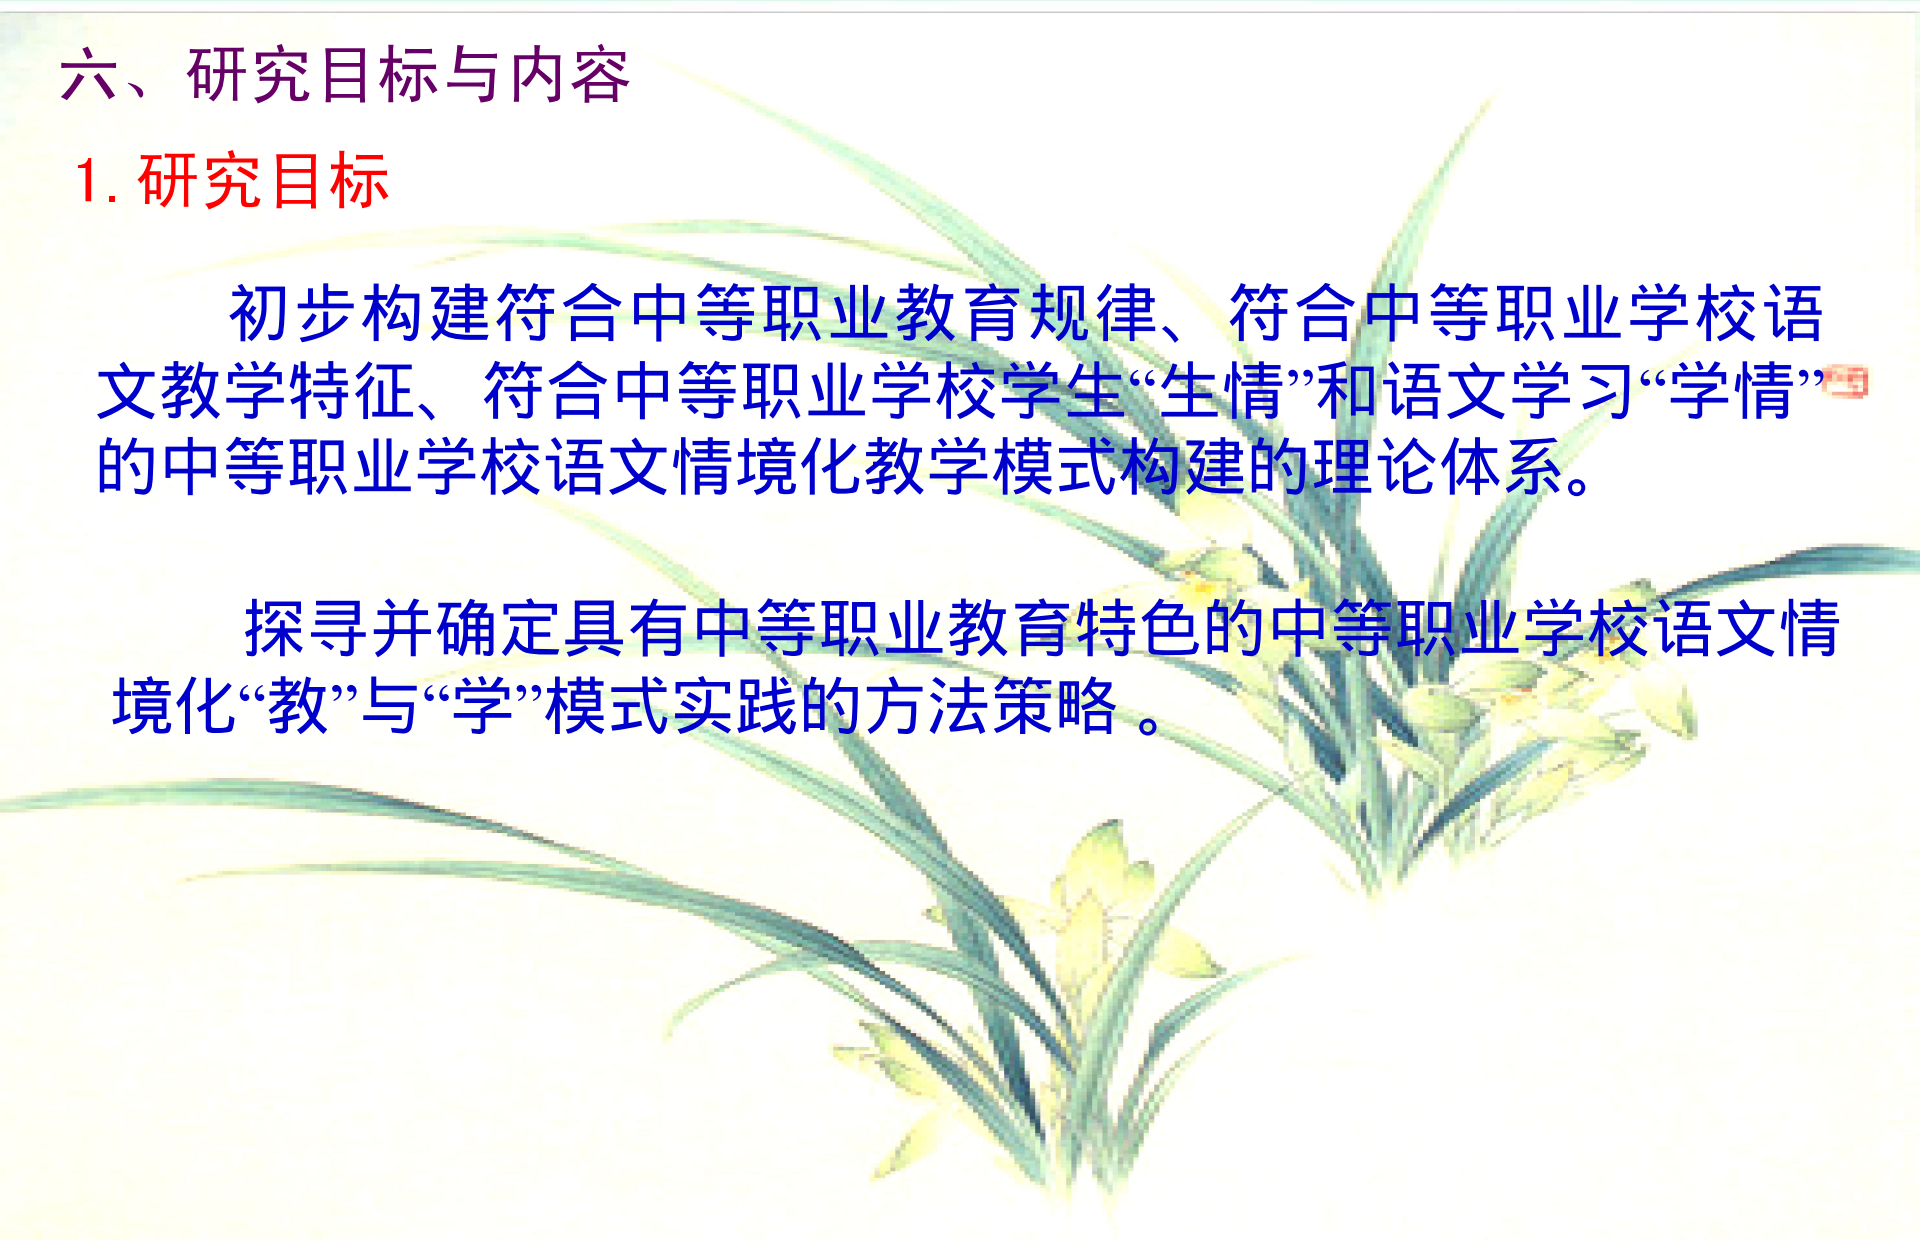 六、研究目标与内容
1.研究目标
初步构建符合中等职业教育规律、符合中等职业学校语
文教学特征、符合中等职业学校学生“生情”和语文学习“学情”
的中等职业学校语文情境化教学模式构建的理论体系。
探寻并确定具有中等职业教育特色的中等职业学校语文情
境化“教”与“学”模式实践的方法策略 。